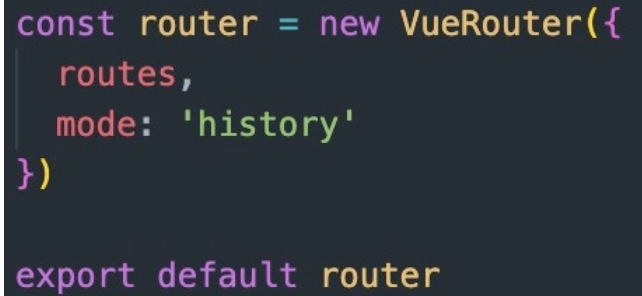 const router = new VueRouter({
  routes,
  mode: 'history'
})

export default router